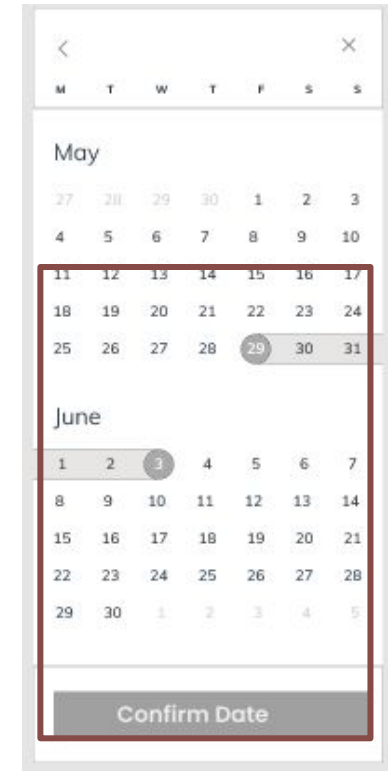 M T W T F S S
May
27 28 29 30 1 2 3
4 5 6 7 8 9 10
11 12 13 14 15 16 17
18 19 20 21 22 23 24
25 26 27 28 29 30 31
June
1 2 3 4 5 6 7
8 9 10 11 12 13 14
15 16 17 18 19 20 21
22 23 24 25 26 27 28
29 30 1 2 3 4 5
Confirm Date